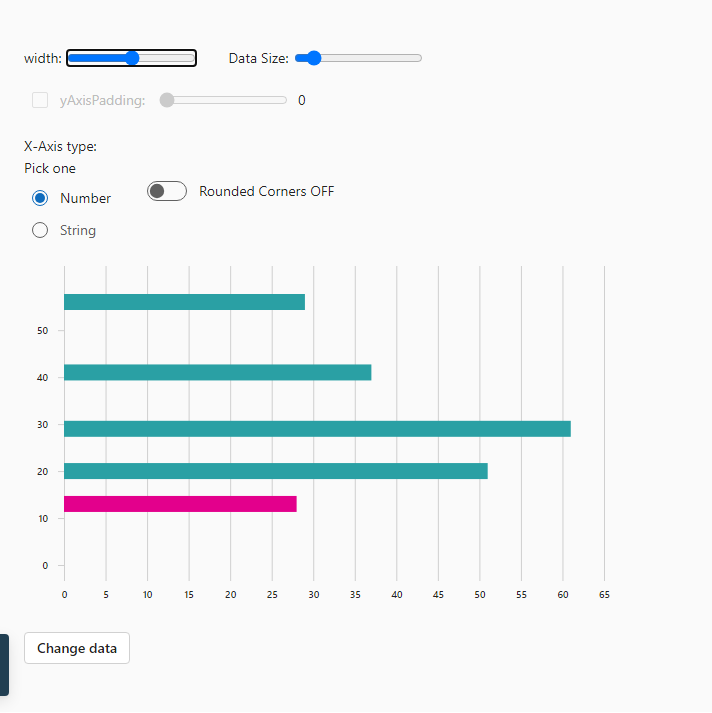 width: Data Size:
yAxisPadding: 0
X-Axis type:
Pick one
Number
Rounded Corners OFF
String
50
40
30
20
10
0
0 5 10 15 20 25 30 35 40 45 50 55 60 65
Change data